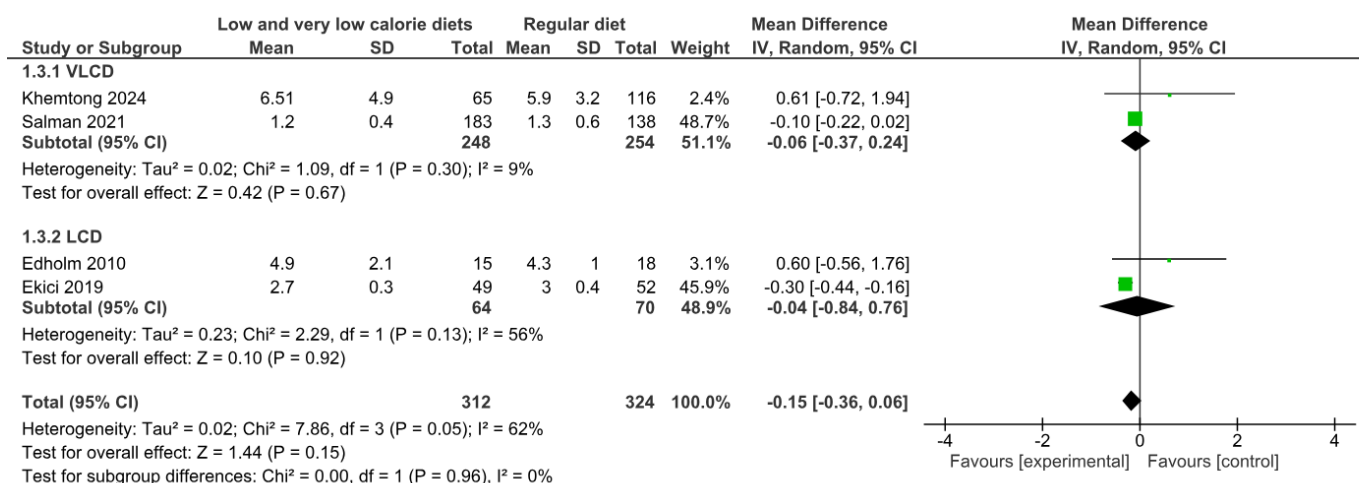 Low and very low calorie diets Regular diet Mean Difference Mean Difference
Study or Subgroup Mean SD Total Mean SD Total Weight IV, Random, 95% CI IV, Random, 95% CI
1.3.1 VLCD
Khemtong 2024 6.51 4.9 65 5.9 3.2 116 2.4% 0.61 [-0.72, 1.94]
Salman 2021 1.2 0.4 183 1.3 0.6 138 48.7% -0.10 [-0.22, 0.02]
Subtotal (95% CI) 248 254 51.1% -0.06 [-0.37, 0.24]
Heterogeneity: Tau² = 0.02; Chi² = 1.09, df = 1 (P = 0.30); I² = 9%
Test for overall effect: Z = 0.42 (P = 0.67)
1.3.2 LCD
Edholm 2010 4.9 2.1 15 4.3 1 18 3.1% 0.60 [-0.56, 1.76]
Ekici 2019 2.7 0.3 49 3 0.4 52 45.9% -0.30 [-0.44, -0.16]
Subtotal (95% CI) 64 70 48.9% -0.04 [-0.84, 0.76]
Heterogeneity: Tau² = 0.23; Chi² = 2.29, df = 1 (P = 0.13); I² = 56%
Test for overall effect: Z = 0.10 (P = 0.92)
Total (95% CI) 312 324 100.0% -0.15 [-0.36, 0.06]
Heterogeneity: Tau² = 0.02; Chi² = 7.86, df = 3 (P = 0.05); I² = 62%
Test for overall effect: Z = 1.44 (P = 0.15)
Test for subgroup differences: Chi² = 0.00, df = 1 (P = 0.96), I² = 0%
-4 -2 0 2 4
Favours [experimental] Favours [control]